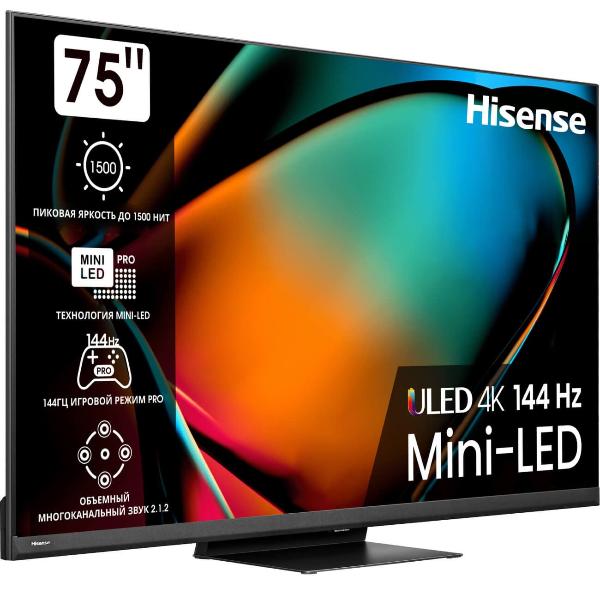 75"
Hisense
1500
ПИКОВАЯ ЯРКОСТЬ ДО 1500 НИТ
MINI
LED
PRO
ТЕХНОЛОГИЯ MINI-LED
144Hz
PRO
144ГЦ ИГРОВОЙ РЕЖИМ PRO
ОБЪЕМНЫЙ
МНОГОКАНАЛЬНЫЙ ЗВУК 2.1.2
ULED 4K 144 Hz
Mini-LED
Hisense